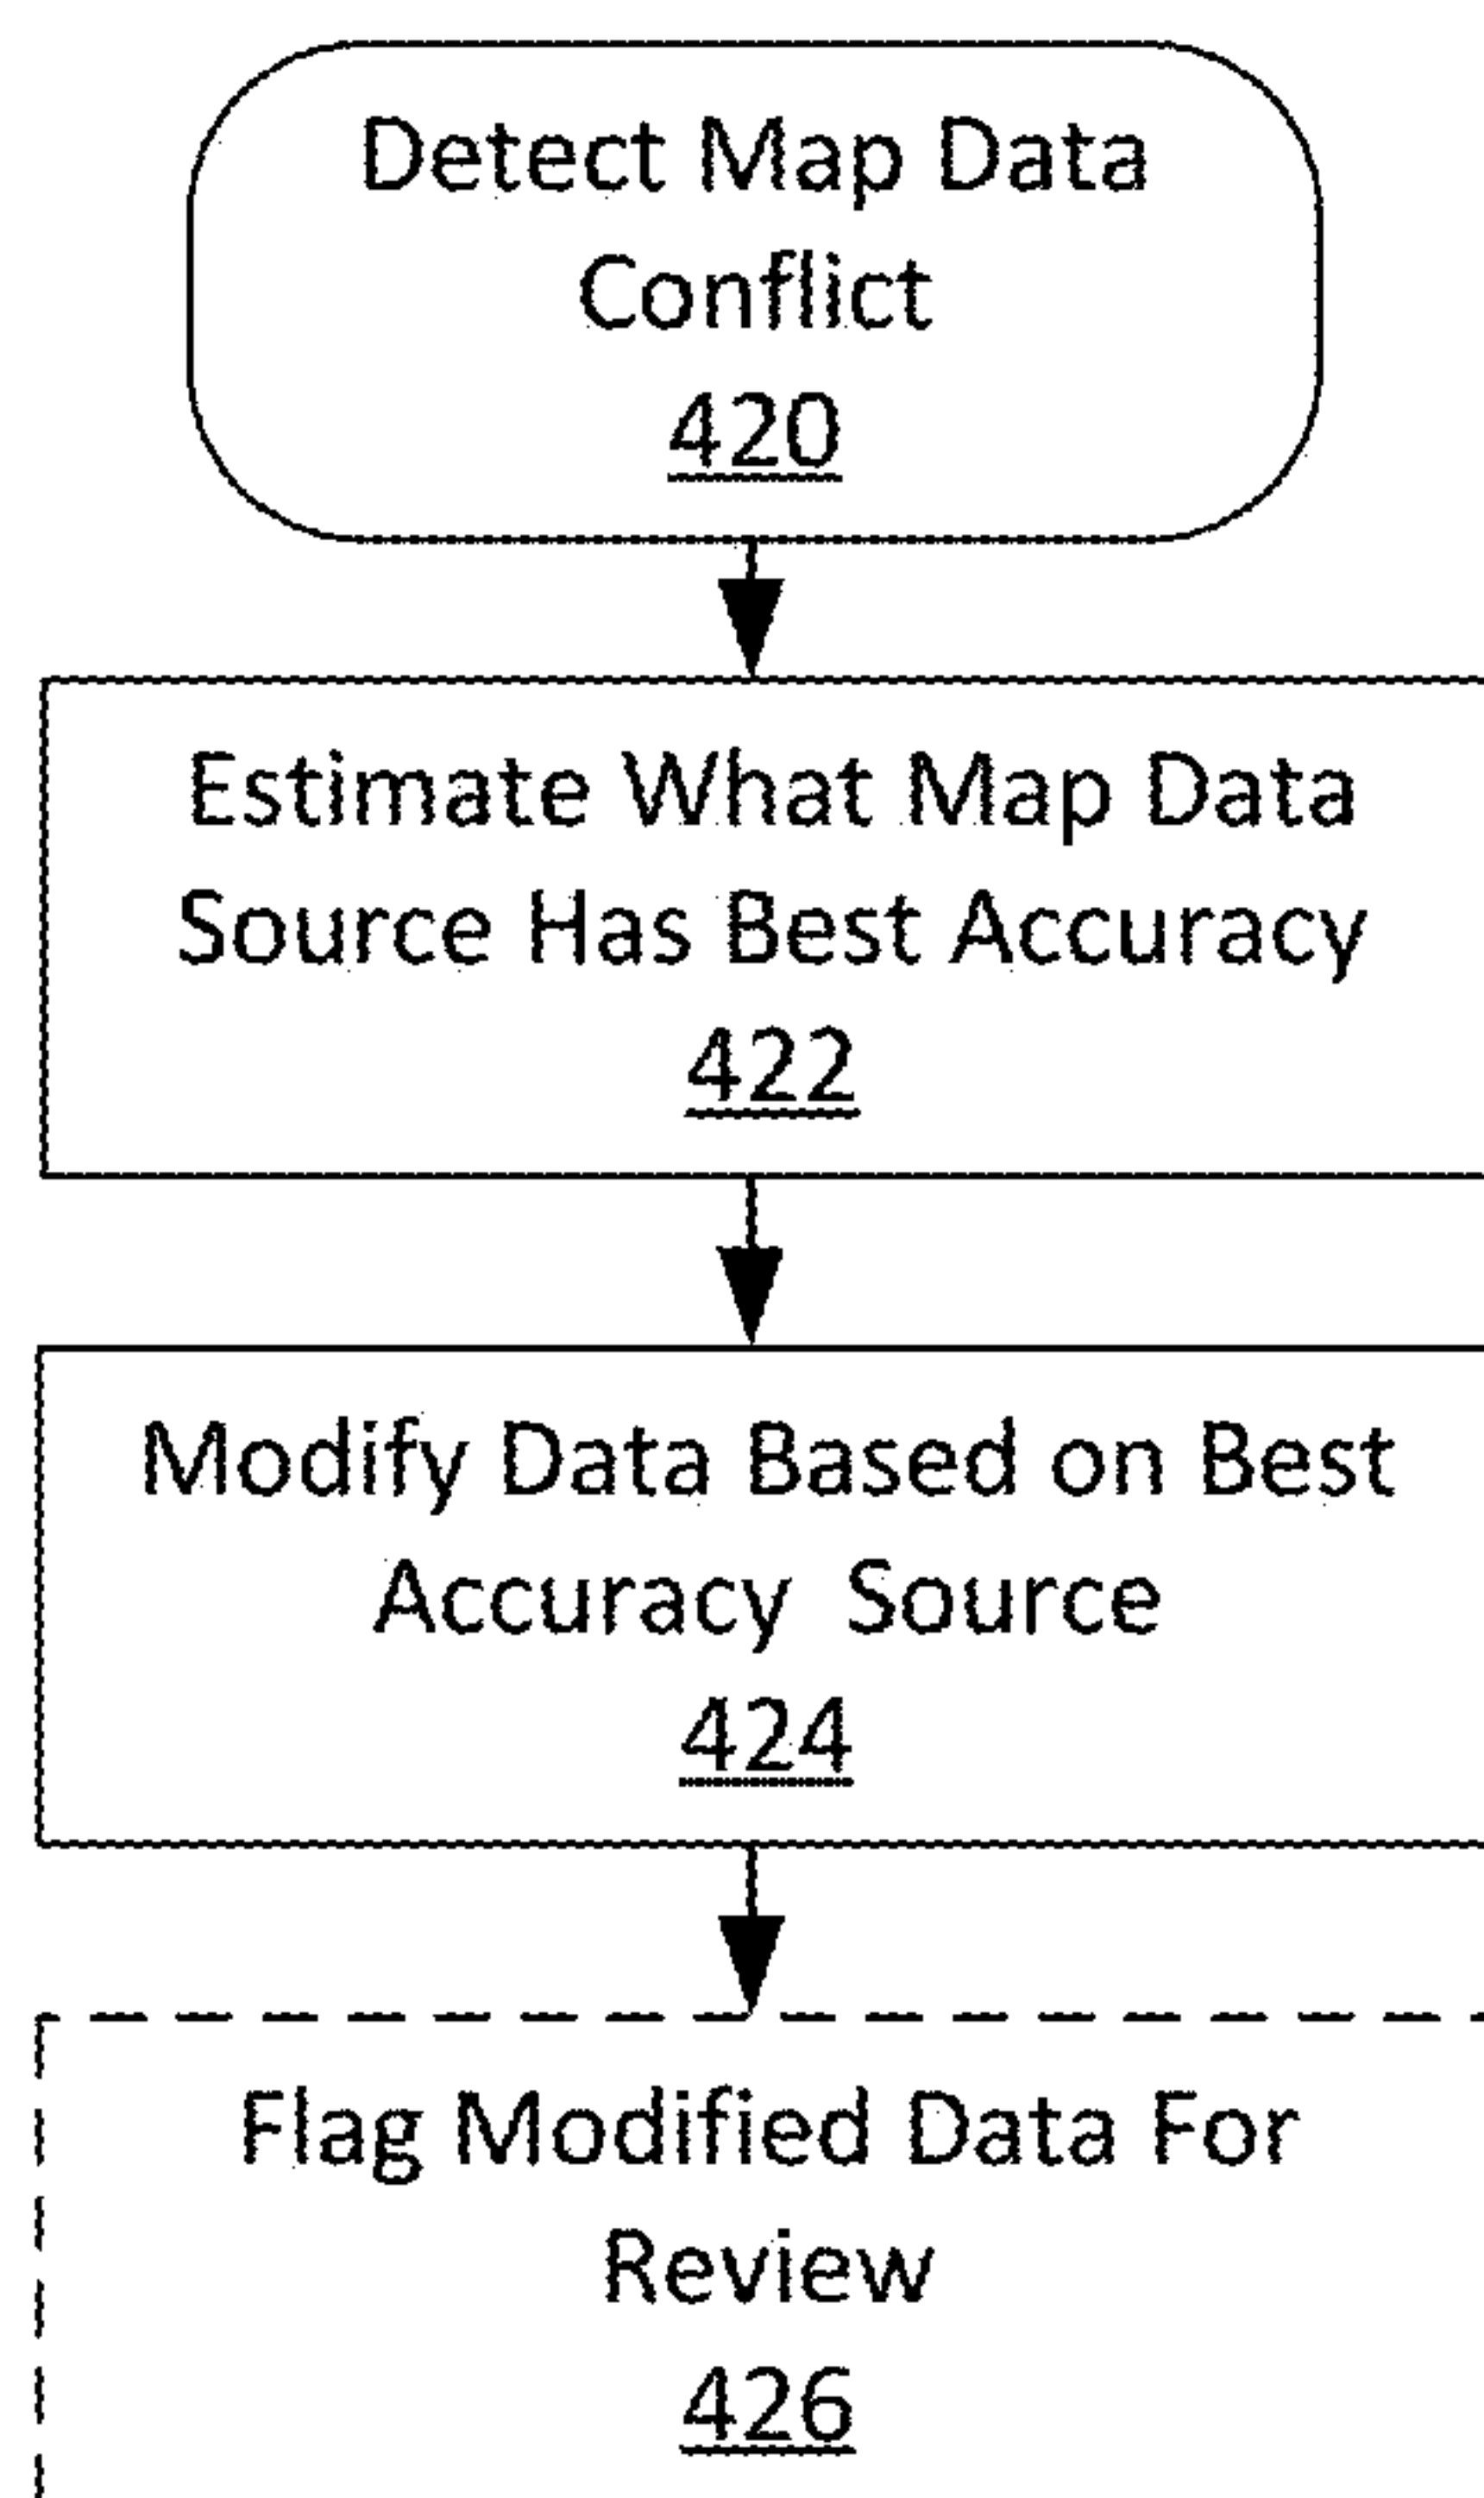 Detect Map Data
Conflict
420
Estimate What Map Data
Source Has Best Accuracy
422
Modify Data Based on Best
Accuracy Source
424
Flag Modified Data For
Review
426